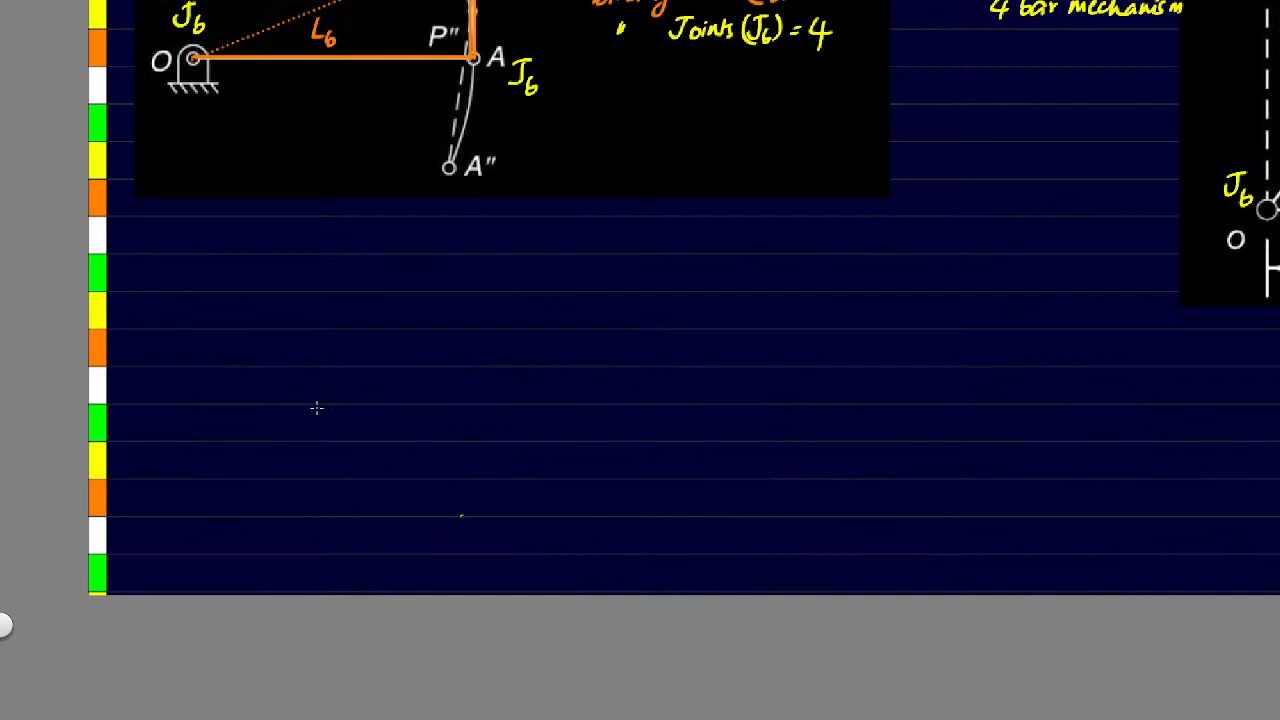 J_b
L_6
O
P"
A
J_b
A"
Joints (J_b) = 4
4 bar mechanism
J_b
O